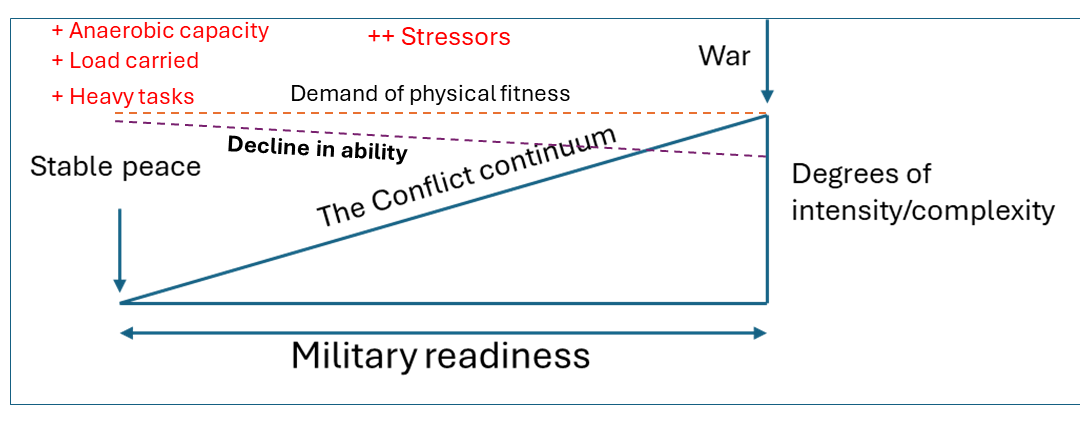 + Anaerobic capacity
++ Stressors
+ Load carried
War
+ Heavy tasks
Demand of physical fitness
Decline in ability
The Conflict continuum
Stable peace
Degrees of
intensity/complexity
Military readiness